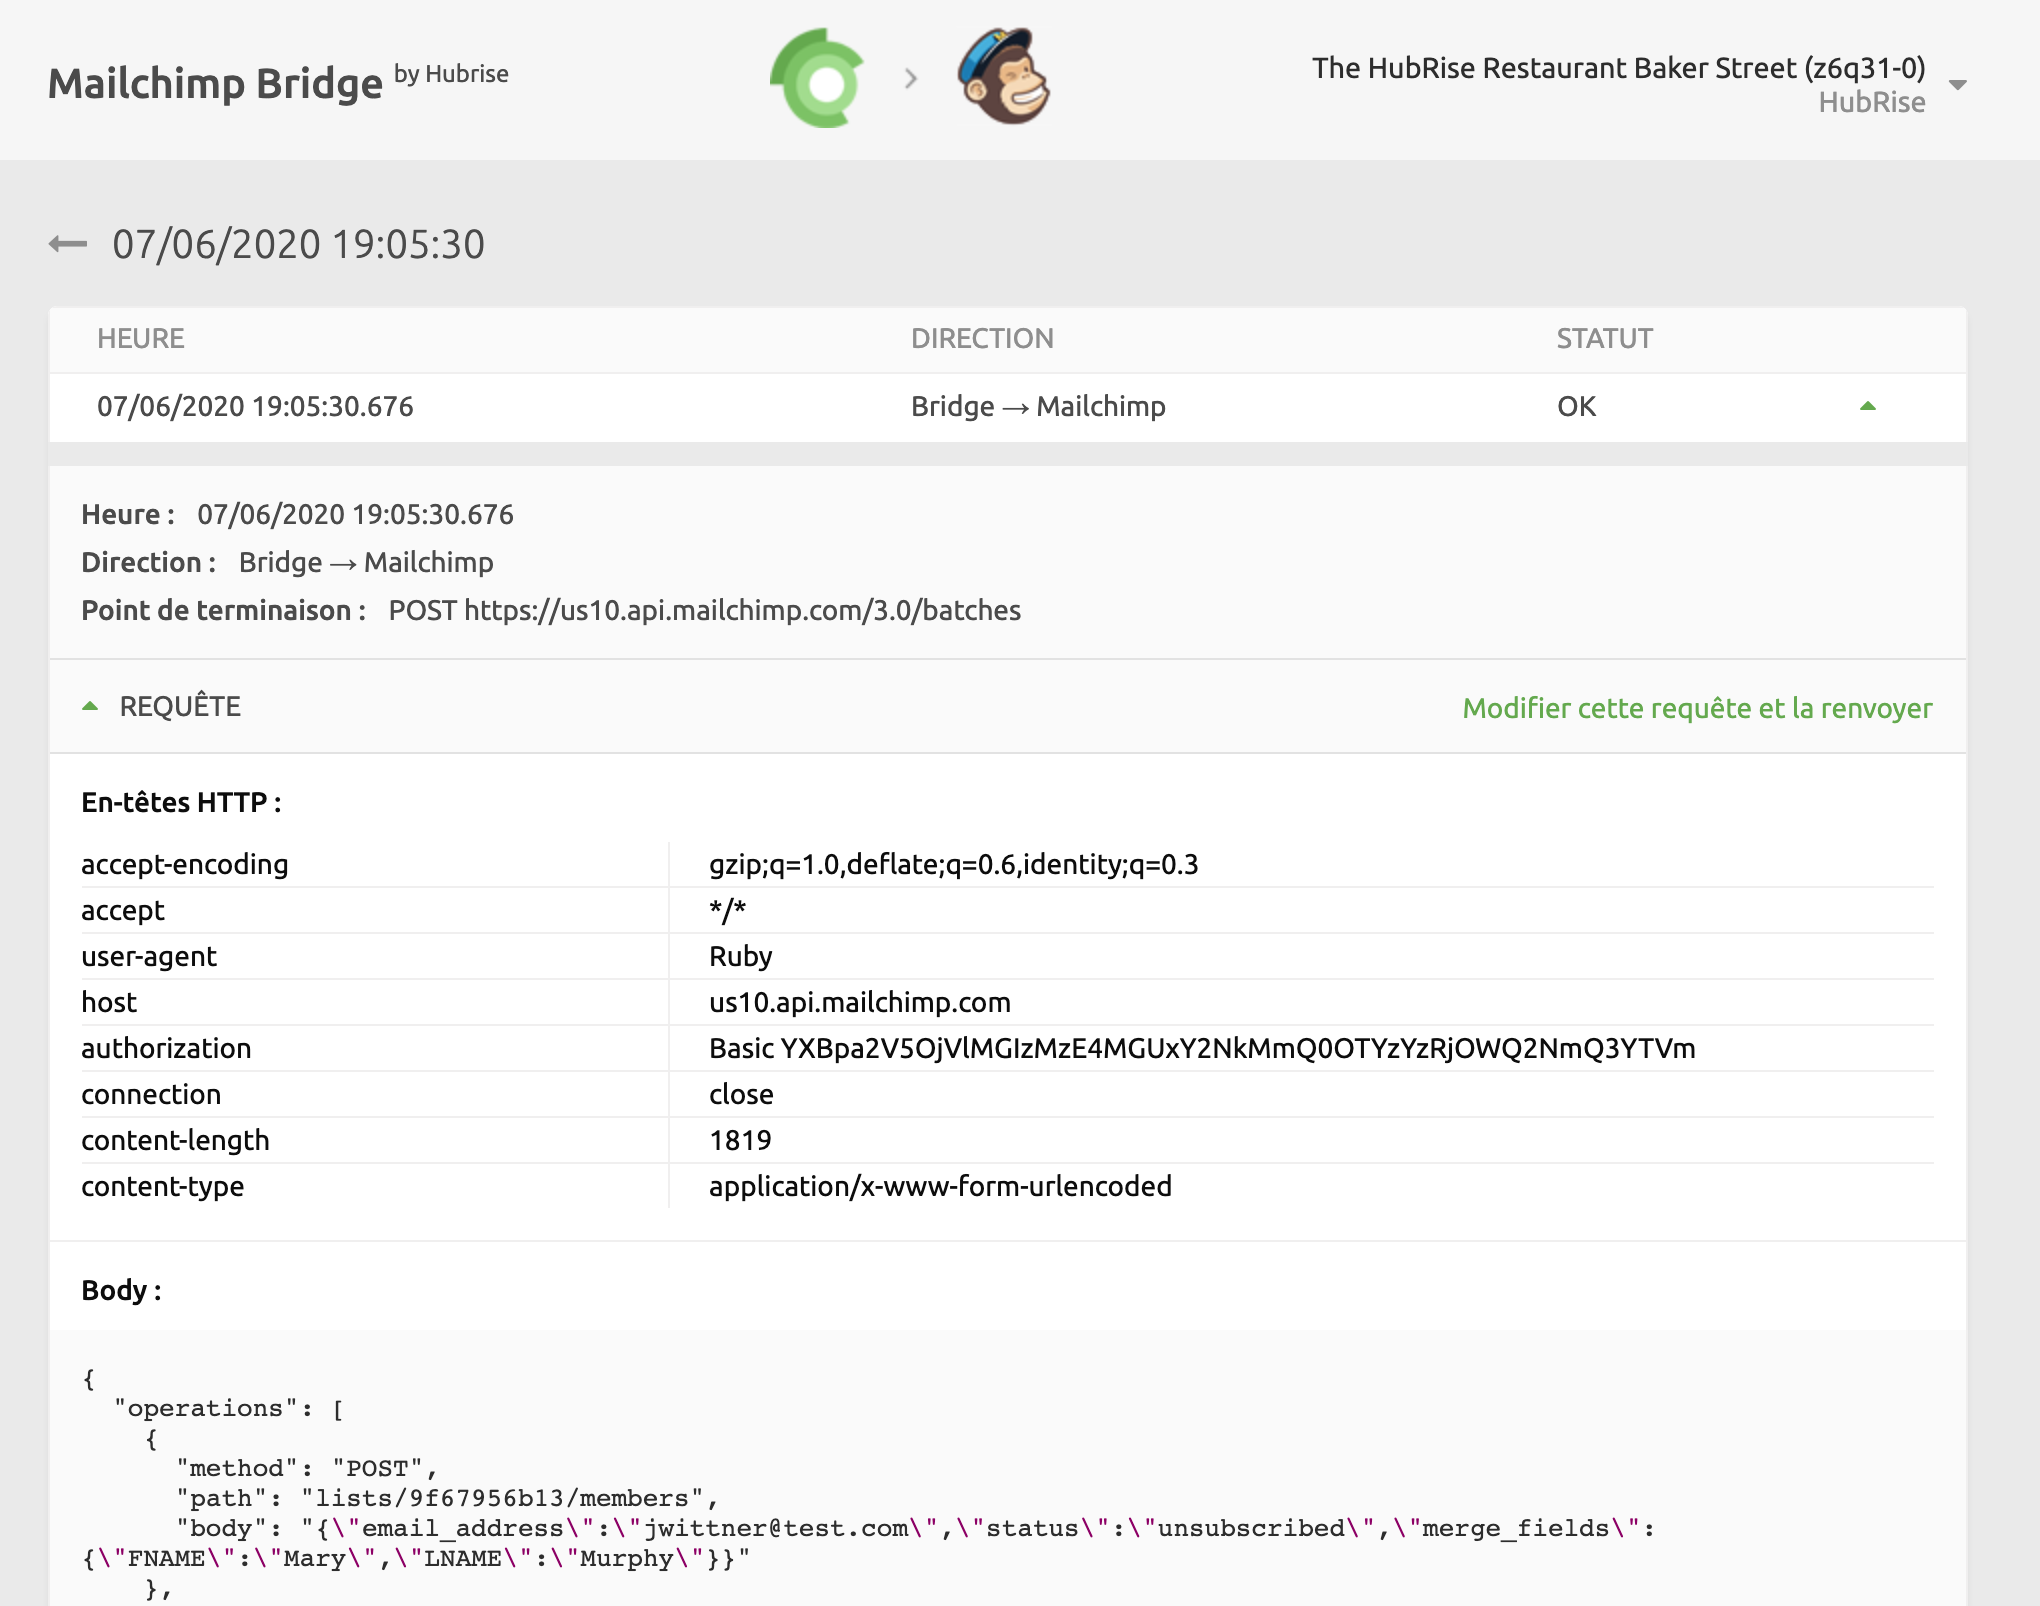 Mailchimp Bridge by Hubrise
The HubRise Restaurant Baker Street (z6q31-0)
HubRise
07/06/2020 19:05:30
HEURE DIRECTION STATUT
07/06/2020 19:05:30.676 Bridge → Mailchimp OK
Heure : 07/06/2020 19:05:30.676
Direction : Bridge → Mailchimp
Point de terminaison : POST https://us10.api.mailchimp.com/3.0/batches
REQUÊTE Modifier cette requête et la renvoyer
En-têtes HTTP :
accept-encoding gzip;q=1.0,deflate;q=0.6,identity;q=0.3
accept */*
user-agent Ruby
host us10.api.mailchimp.com
authorization Basic YXBpa2V5OjVlMGIzMzE4MGUxY2NkMmQ0OTYzYzRjOWQ2NmQ3YTVm
connection close
content-length 1819
content-type application/x-www-form-urlencoded
Body :
{
"operations": [
{
"method": "POST",
"path": "lists/9f67956b13/members",
"body": "{\"email_address\":\"jwittner@test.com\",\"status\":\"unsubscribed\",\"merge_fields\":
{\"FNAME\":\"Mary\",\"LNAME\":\"Murphy\"}}"
},